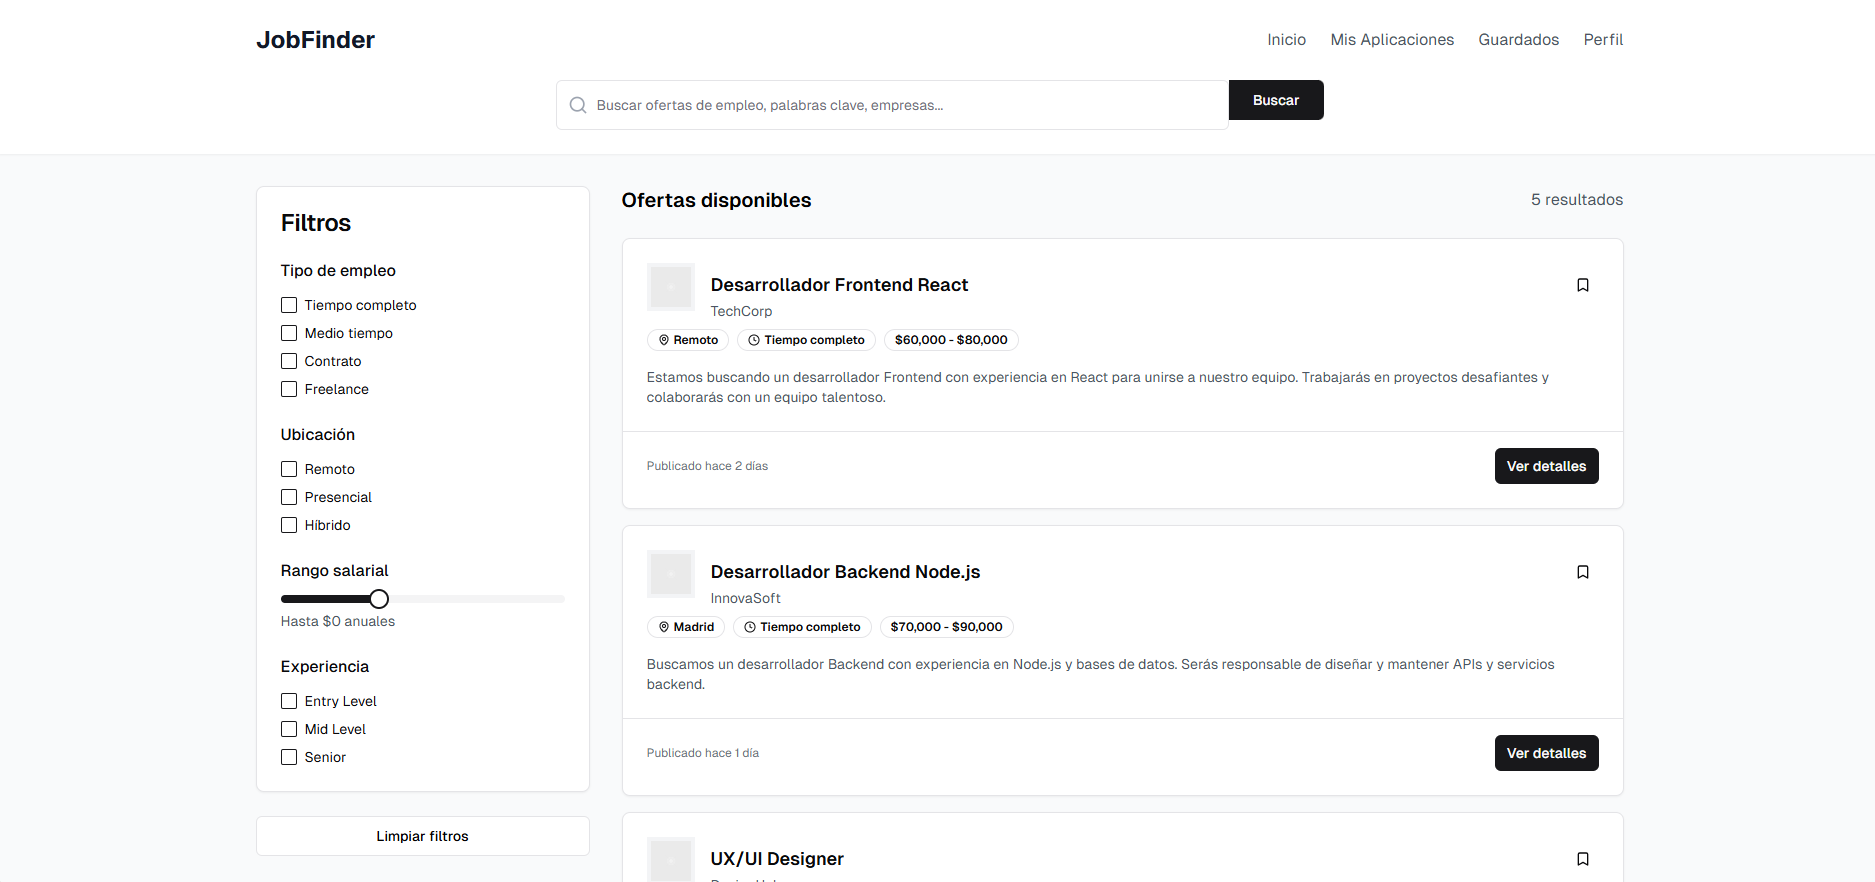 JobFinder
Inicio
Mis Aplicaciones
Guardados
Perfil
Buscar ofertas de empleo, palabras clave, empresas...
Buscar
Filtros
Tipo de empleo
Tiempo completo
Medio tiempo
Contrato
Freelance
Ubicación
Remoto
Presencial
Híbrido
Rango salarial
Hasta $0 anuales
Experiencia
Entry Level
Mid Level
Senior
Limpiar filtros
Ofertas disponibles
5 resultados
Desarrollador Frontend React
TechCorp
Remoto
Tiempo completo
$60,000 - $80,000
Estamos buscando un desarrollador Frontend con experiencia en React para unirse a nuestro equipo. Trabajarás en proyectos desafiantes y
colaborarás con un equipo talentoso.
Publicado hace 2 días
Ver detalles
Desarrollador Backend Node.js
InnovaSoft
Madrid
Tiempo completo
$70,000 - $90,000
Buscamos un desarrollador Backend con experiencia en Node.js y bases de datos. Serás responsable de diseñar y mantener APIs y servicios
backend.
Publicado hace 1 día
Ver detalles
UX/UI Designer